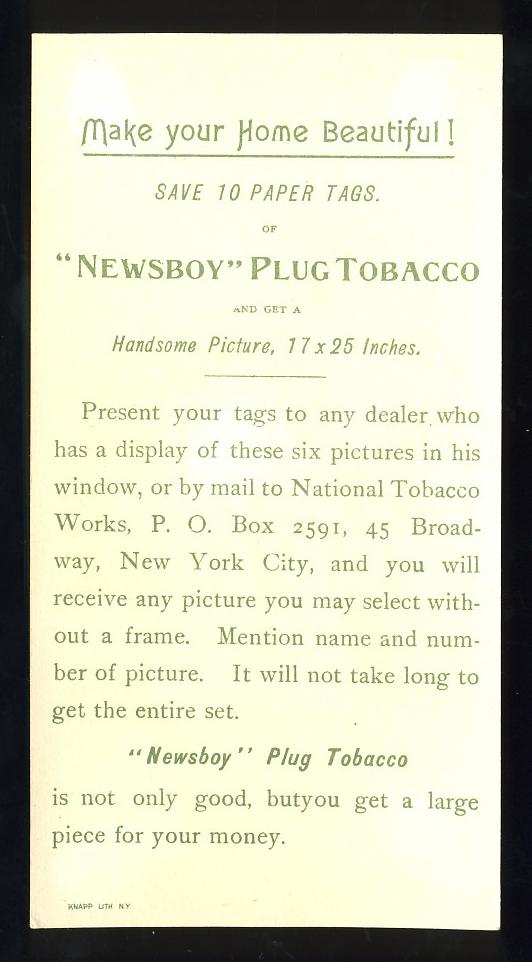 Make your Home Beautiful!
SAVE 10 PAPER TAGS.
OF
"NEWSBOY" PLUG TOBACCO
AND GET A
Handsome Picture, 17x25 Inches.
Present your tags to any dealer who
has a display of these six pictures in his
window, or by mail to National Tobacco
Works, P. O. Box 2591, 45 Broad-
way, New York City, and you will
receive any picture you may select with-
out a frame. Mention name and num-
ber of picture. It will not take long to
get the entire set.
"Newsboy" Plug Tobacco
is not only good, butyou get a large
piece for your money.
KNAPP LITH. N.Y